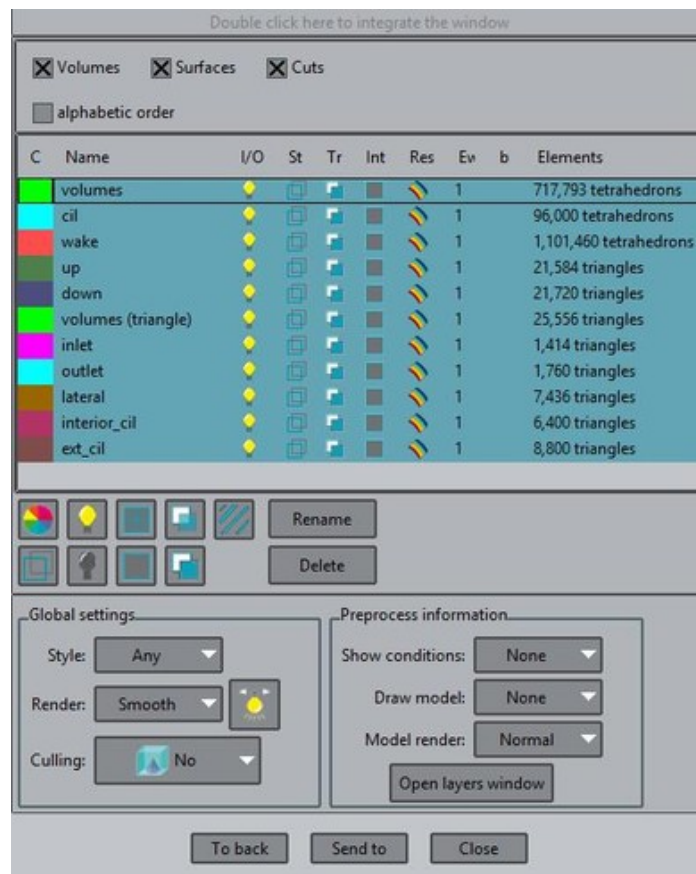 Double click here to integrate the window
Volumes Surfaces Cuts
alphabetic order
C Name I/O St Tr Int Res Ev b Elements
volumes 1 717,793 tetrahedrons
cil 1 96,000 tetrahedrons
wake 1 1,101,460 tetrahedrons
up 1 21,584 triangles
down 1 21,720 triangles
volumes (triangle) 1 25,556 triangles
inlet 1 1,414 triangles
outlet 1 1,760 triangles
lateral 1 7,436 triangles
interior_cil 1 6,400 triangles
ext_cil 1 8,800 triangles
Rename
Delete
Global settings
Style: Any
Render: Smooth
Culling: No
Preprocess information
Show conditions: None
Draw model: None
Model render: Normal
Open layers window
To back Send to Close